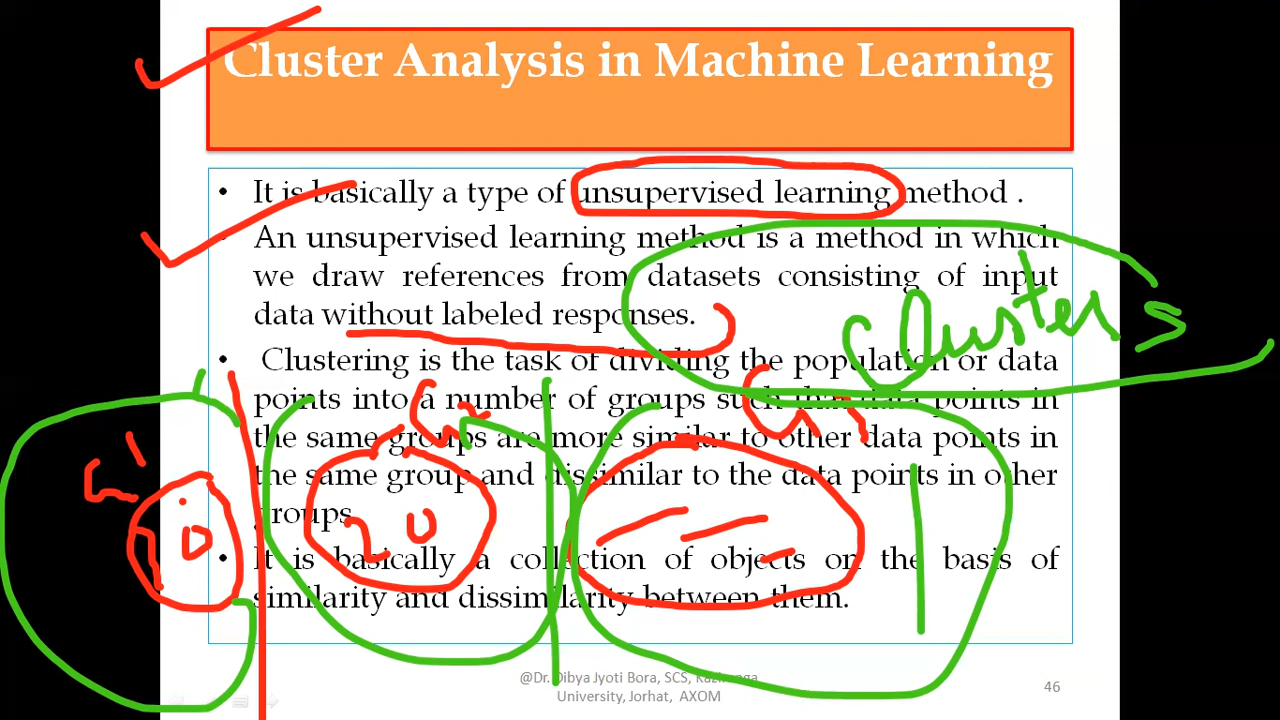 Cluster Analysis in Machine Learning
• It is basically a type of unsupervised learning method .
• An unsupervised learning method is a method in which
we draw references from datasets consisting of input
data without labeled responses.
Clusters
• Clustering is the task of dividing the population or data
points into a number of groups such that data points in
the same groups are more similar to other data points in
the same group and dissimilar to the data points in other
groups.
20
• It is basically a collection of objects on the basis of
similarity and dissimilarity between them.
@Dr. Dibya Jyoti Bora, SCS, Kaziranga
University, Jorhat, AXOM
46